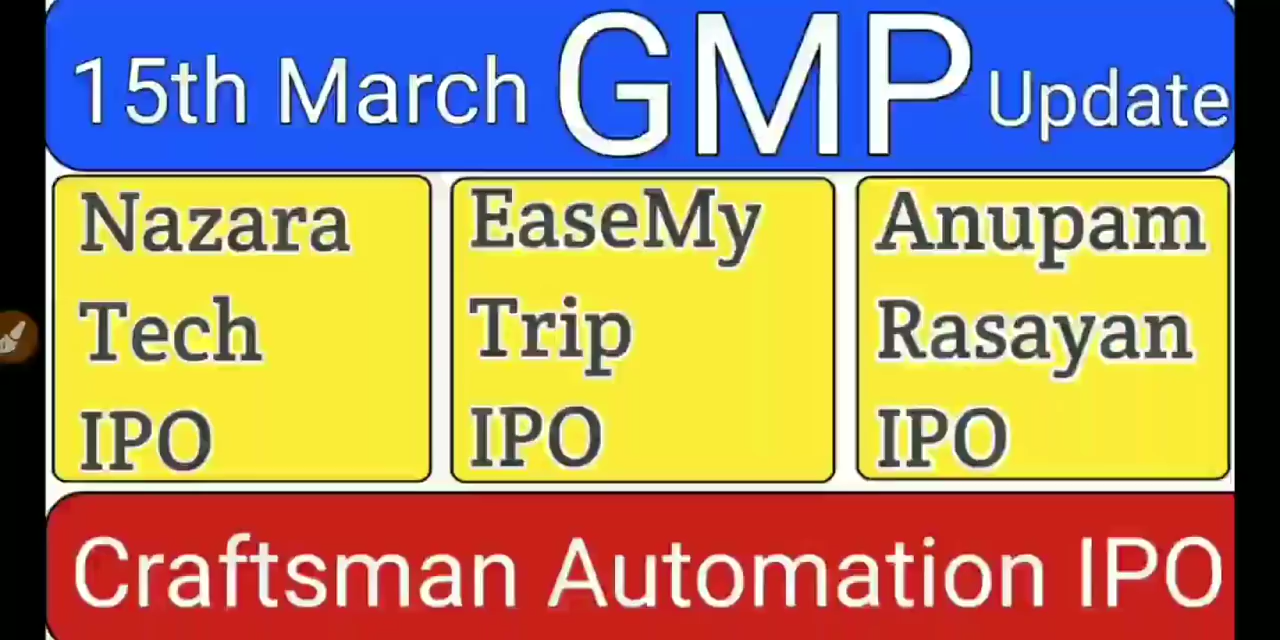 15th March GMP Update
Nazara
Tech
IPO
EaseMy
Trip
IPO
Anupam
Rasayan
IPO
Craftsman Automation IPO